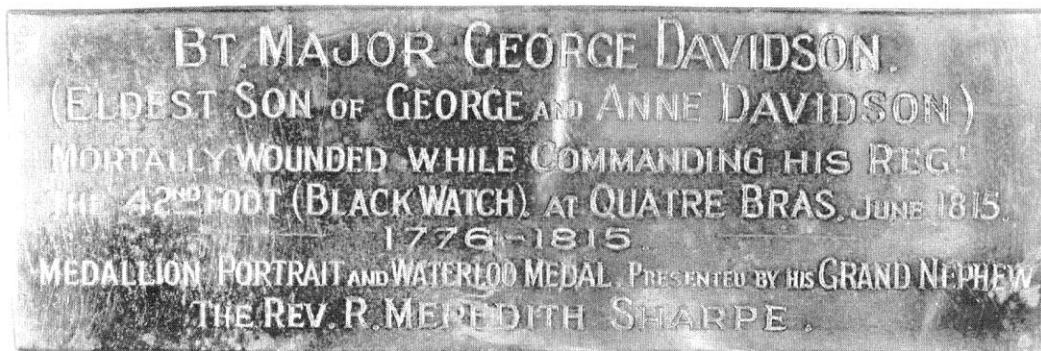 BT. MAJOR GEORGE DAVIDSON.
(ELDEST SON OF GEORGE AND ANNE DAVIDSON)
MORTALLY WOUNDED WHILE COMMANDING HIS REGT.
THE 42ND FOOT (BLACK WATCH), AT QUATRE BRAS, JUNE 1815.
1776-1815.
MEDALLION PORTRAIT AND WATERLOO MEDAL, PRESENTED BY HIS GRAND NEPHEW
THE REV. R. MEREDITH SHARPE.